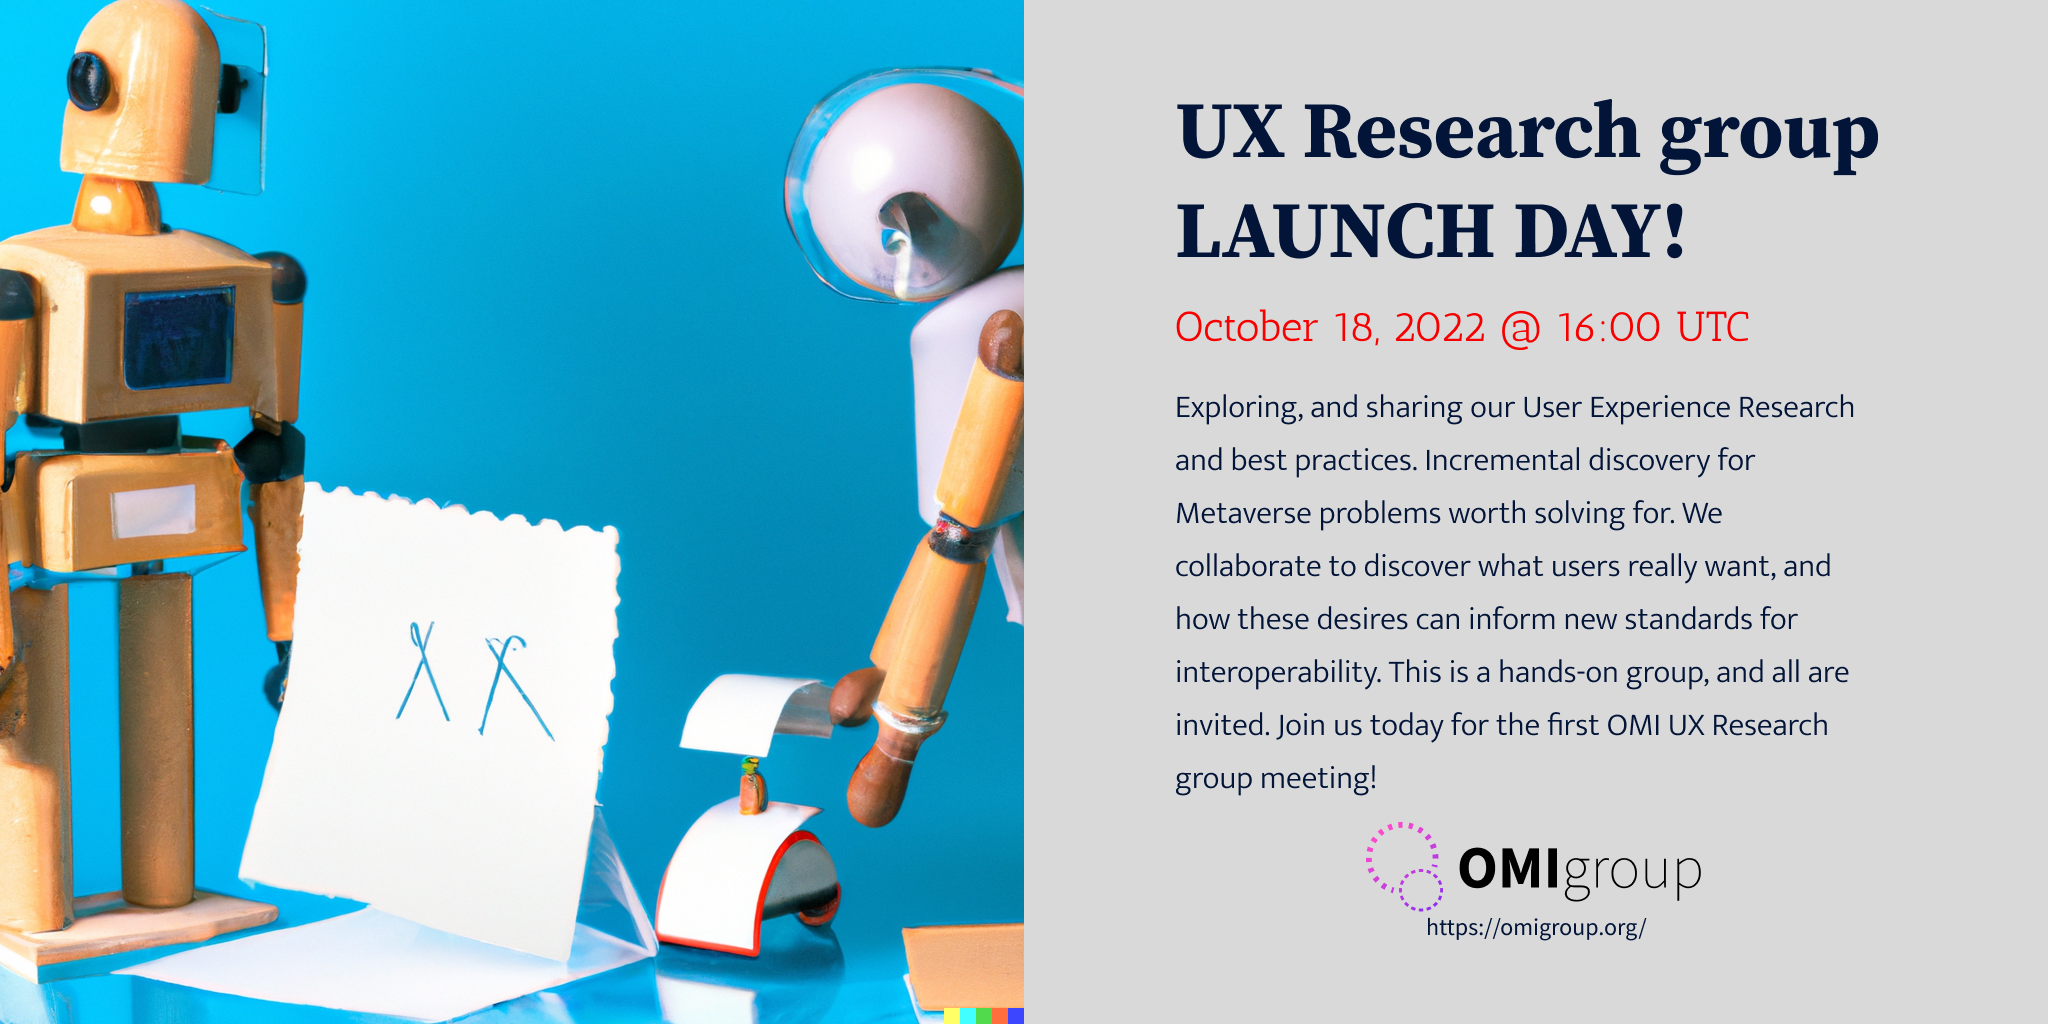 UX Research group
LAUNCH DAY!
October 18, 2022 @ 16:00 UTC
Exploring, and sharing our User Experience Research
and best practices. Incremental discovery for
Metaverse problems worth solving for. We
collaborate to discover what users really want, and
how these desires can inform new standards for
interoperability. This is a hands-on group, and all are
invited. Join us today for the first OMI UX Research
group meeting!
OMIgroup
https://omigroup.org/